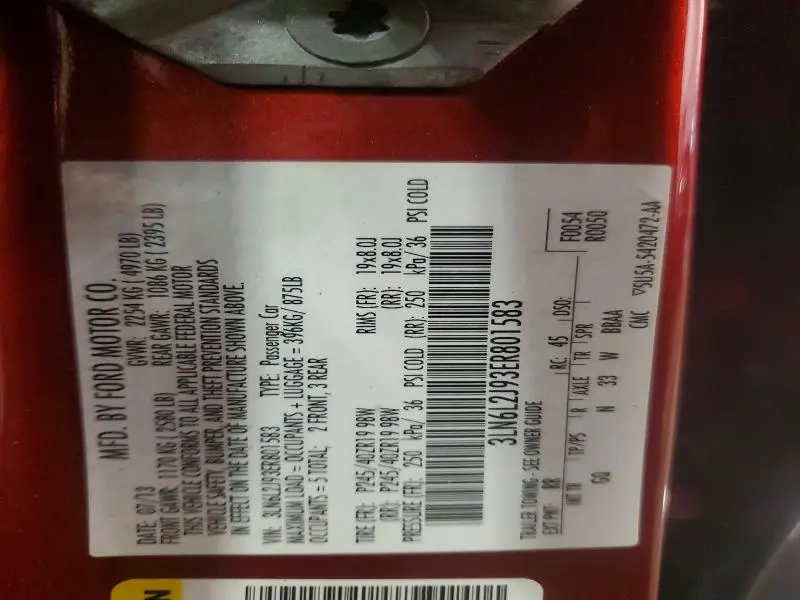 MFD. BY FORD MOTOR CO.
DATE: 07/13 GVWR: 2254 KG ( 4970 LB)
FRONT GAWR: 1170 KG ( 2580 LB) REAR GAWR: 1086 KG ( 2395 LB)
THIS VEHICLE CONFORMS TO ALL APPLICABLE FEDERAL MOTOR
VEHICLE SAFETY, BUMPER, AND THEFT PREVENTION STANDARDS
IN EFFECT ON THE DATE OF MANUFACTURE SHOWN ABOVE.
VIN: 3LN6L2J93ER801583 TYPE: Passenger Car
MAXIMUM LOAD = OCCUPANTS + LUGGAGE = 396KG/ 875LB
OCCUPANTS = 5 TOTAL; 2 FRONT, 3 REAR
TIRE (FR): P245/40ZR19 98W RIMS (FR): 19x8.0J
(RR): P245/40ZR19 98W (RR): 19x8.0J
PRESSURE (FR): 250 kPa/ 36 PSI COLD (RR): 250 kPa/ 36 PSI COLD
3LN6L2J93ER801583
TRAILER TOWING - SEE OWNER GUIDE F0054
EXT PNT: RR RC: 45 DSO: R0050
INT TR TP/PS R AXLE TR SPR
GQ N 33 W BBAA
CMC ▽5U5A-5420472-AA
N